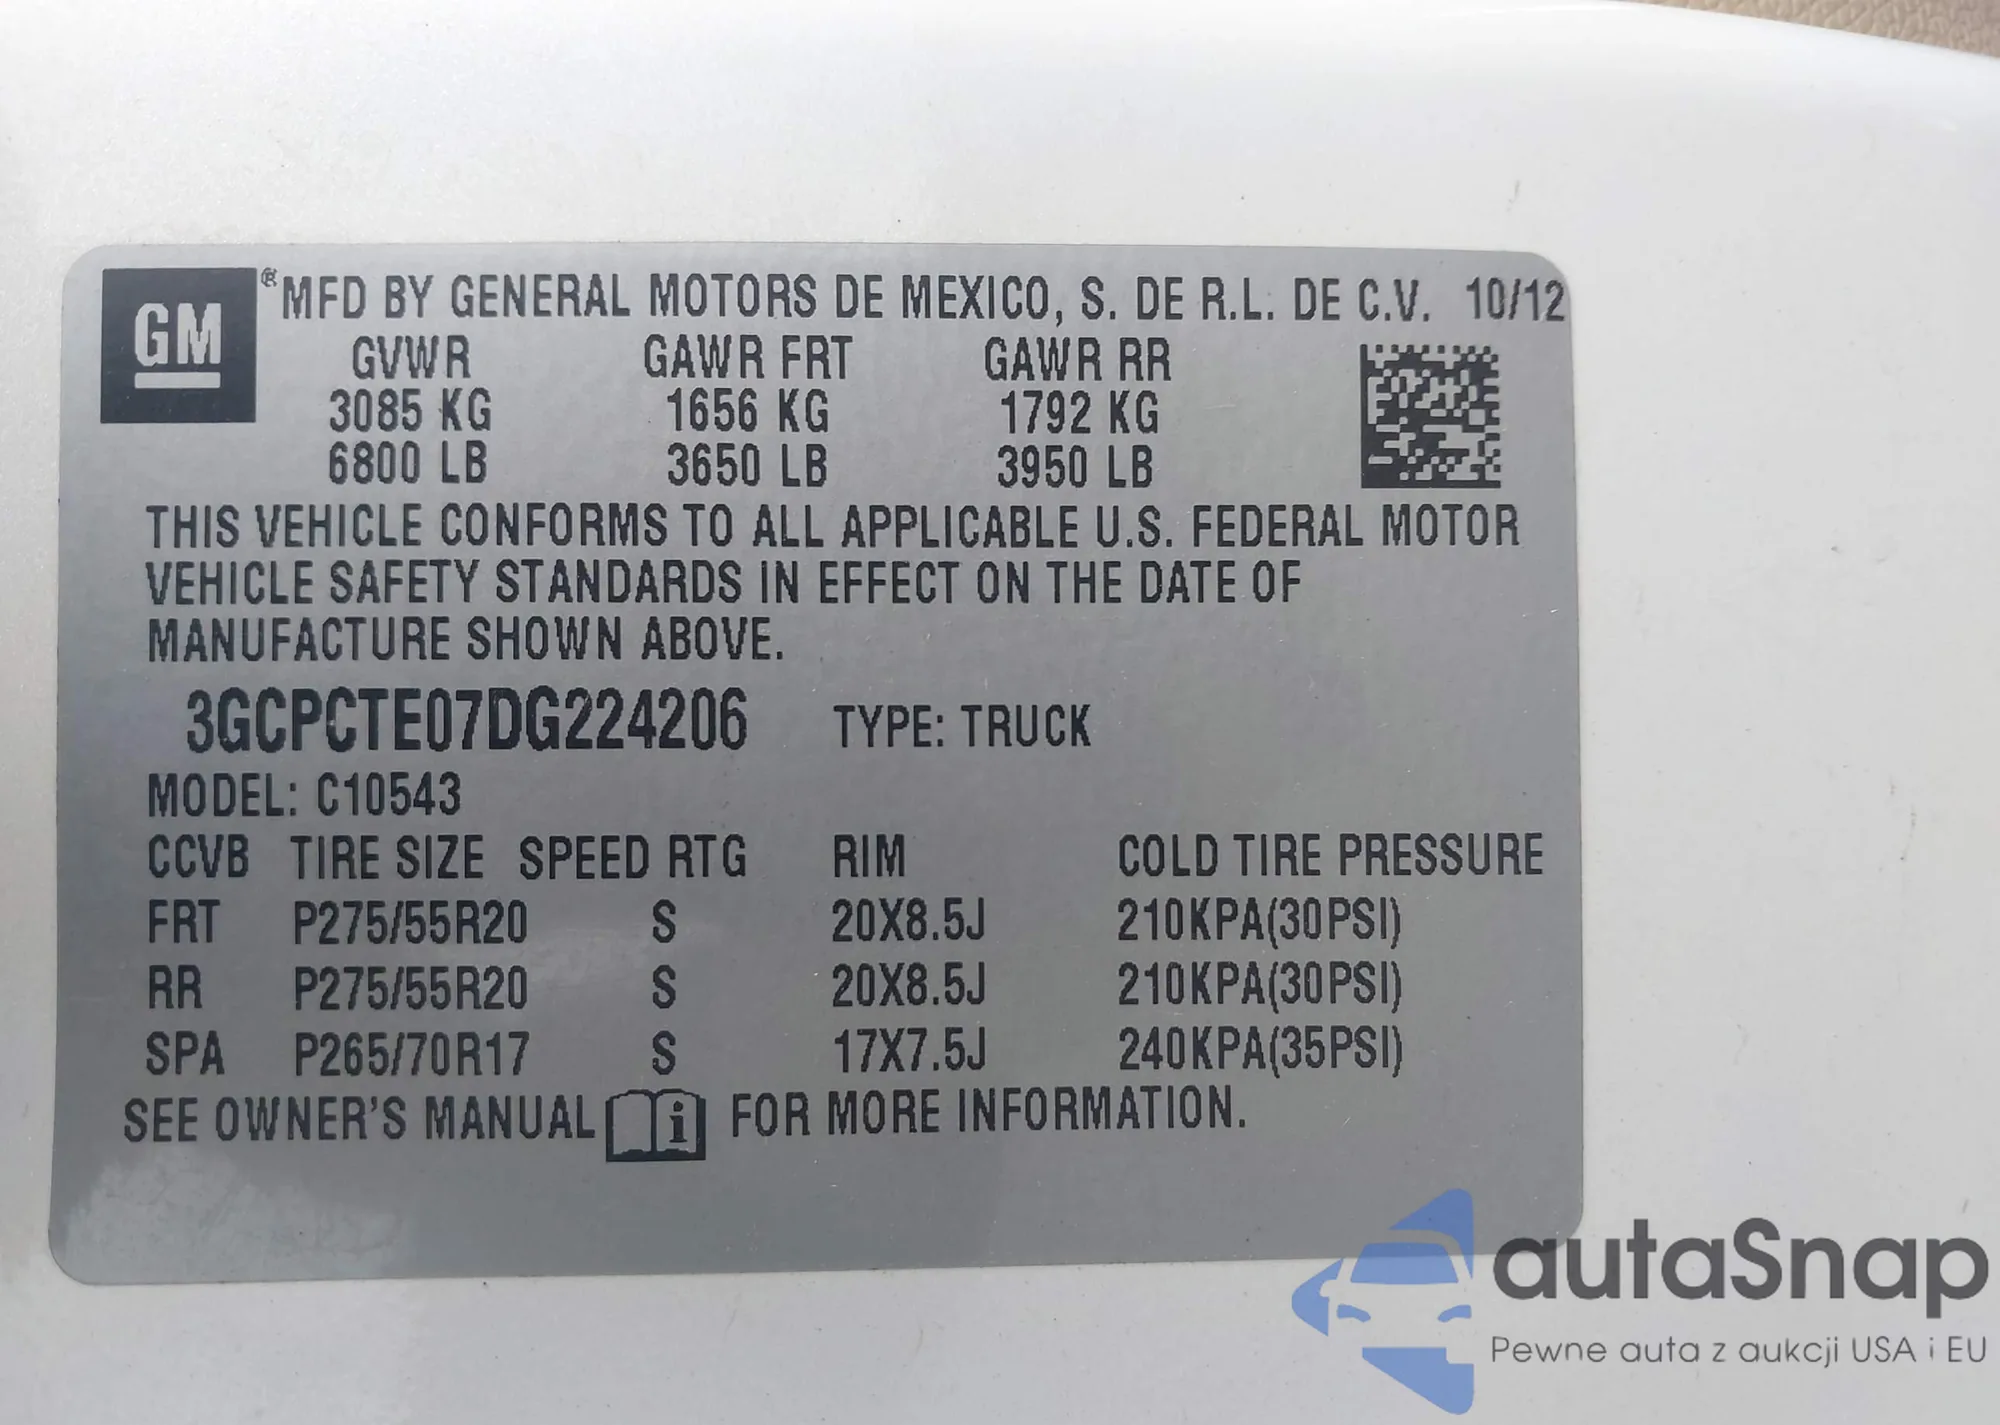 GM ® MFD BY GENERAL MOTORS DE MEXICO, S. DE R.L. DE C.V. 10/12
GVWR GAWR FRT GAWR RR
3085 KG 1656 KG 1792 KG
6800 LB 3650 LB 3950 LB
THIS VEHICLE CONFORMS TO ALL APPLICABLE U.S. FEDERAL MOTOR
VEHICLE SAFETY STANDARDS IN EFFECT ON THE DATE OF
MANUFACTURE SHOWN ABOVE.
3GCPCTE07DG224206 TYPE: TRUCK
MODEL: C10543
CCVB TIRE SIZE SPEED RTG RIM COLD TIRE PRESSURE
FRT P275/55R20 S 20X8.5J 210KPA(30PSI)
RR P275/55R20 S 20X8.5J 210KPA(30PSI)
SPA P265/70R17 S 17X7.5J 240KPA(35PSI)
SEE OWNER'S MANUAL i FOR MORE INFORMATION.
autaSnap
Pewne auta z aukcji USA i EU